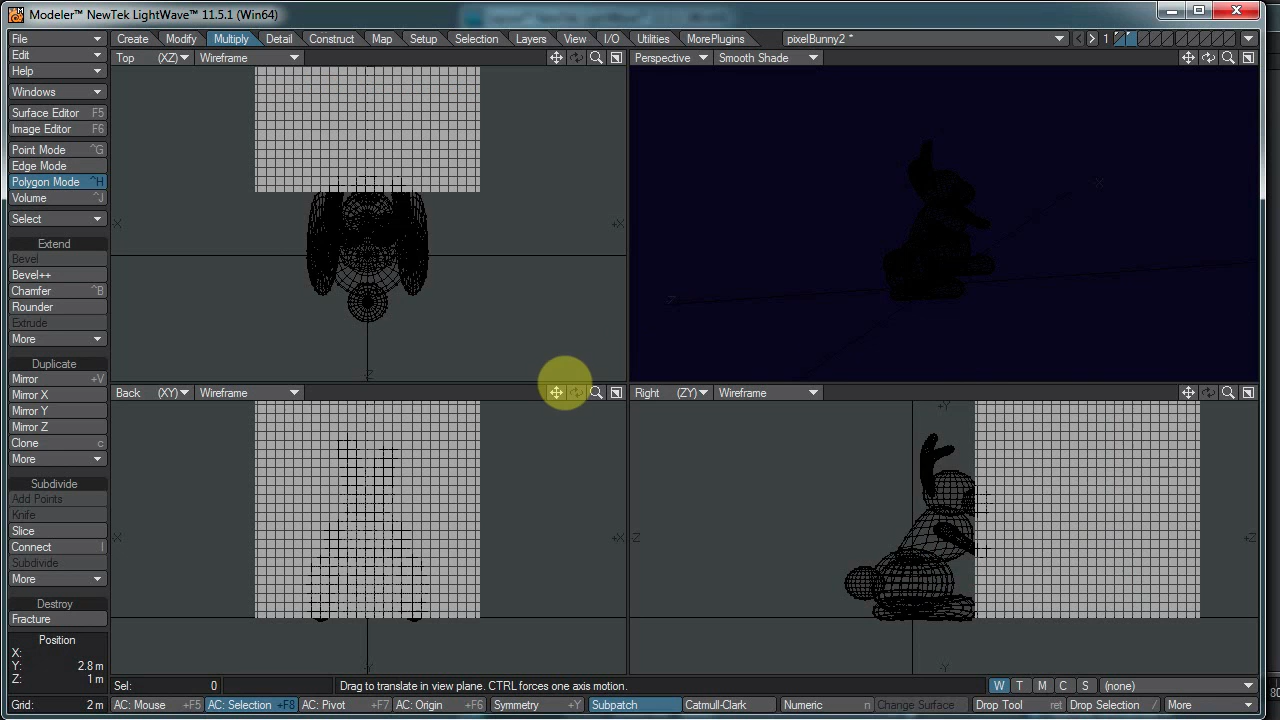 Modeler™ NewTek LightWave™ 11.5.1 (Win64)
File Create Modify Multiply Detail Construct Map Setup Selection Layers View I/O Utilities MorePlugins pixelBunny2 * 1
Edit Top (XZ) Wireframe Perspective Smooth Shade
Help
Windows
Surface Editor F5
Image Editor F6
Point Mode ^G
Edge Mode
Polygon Mode ^H
Volume ^J
Select
-X +X
Extend
Bevel
Bevel++
Chamfer ^B
Rounder
Extrude
More
Duplicate
Mirror +V
Mirror X Back (XY) Wireframe Right (ZY) Wireframe
Mirror Y
Mirror Z
Clone c
More
Subdivide
Add Points
Knife
Slice
Connect l
Subdivide
More
-X +X -Z +Z
+Y
-Y -Y
Destroy
Fracture
Position
X:
Y: 2.8 m
Z: 1 m
Sel: 0 Drag to translate in view plane. CTRL forces one axis motion. W T M C S (none)
Grid: 2 m AC: Mouse +F5 AC: Selection +F8 AC: Pivot +F7 AC: Origin +F6 Symmetry +Y Subpatch Catmull-Clark Numeric n Change Surface Drop Tool ret Drop Selection / More